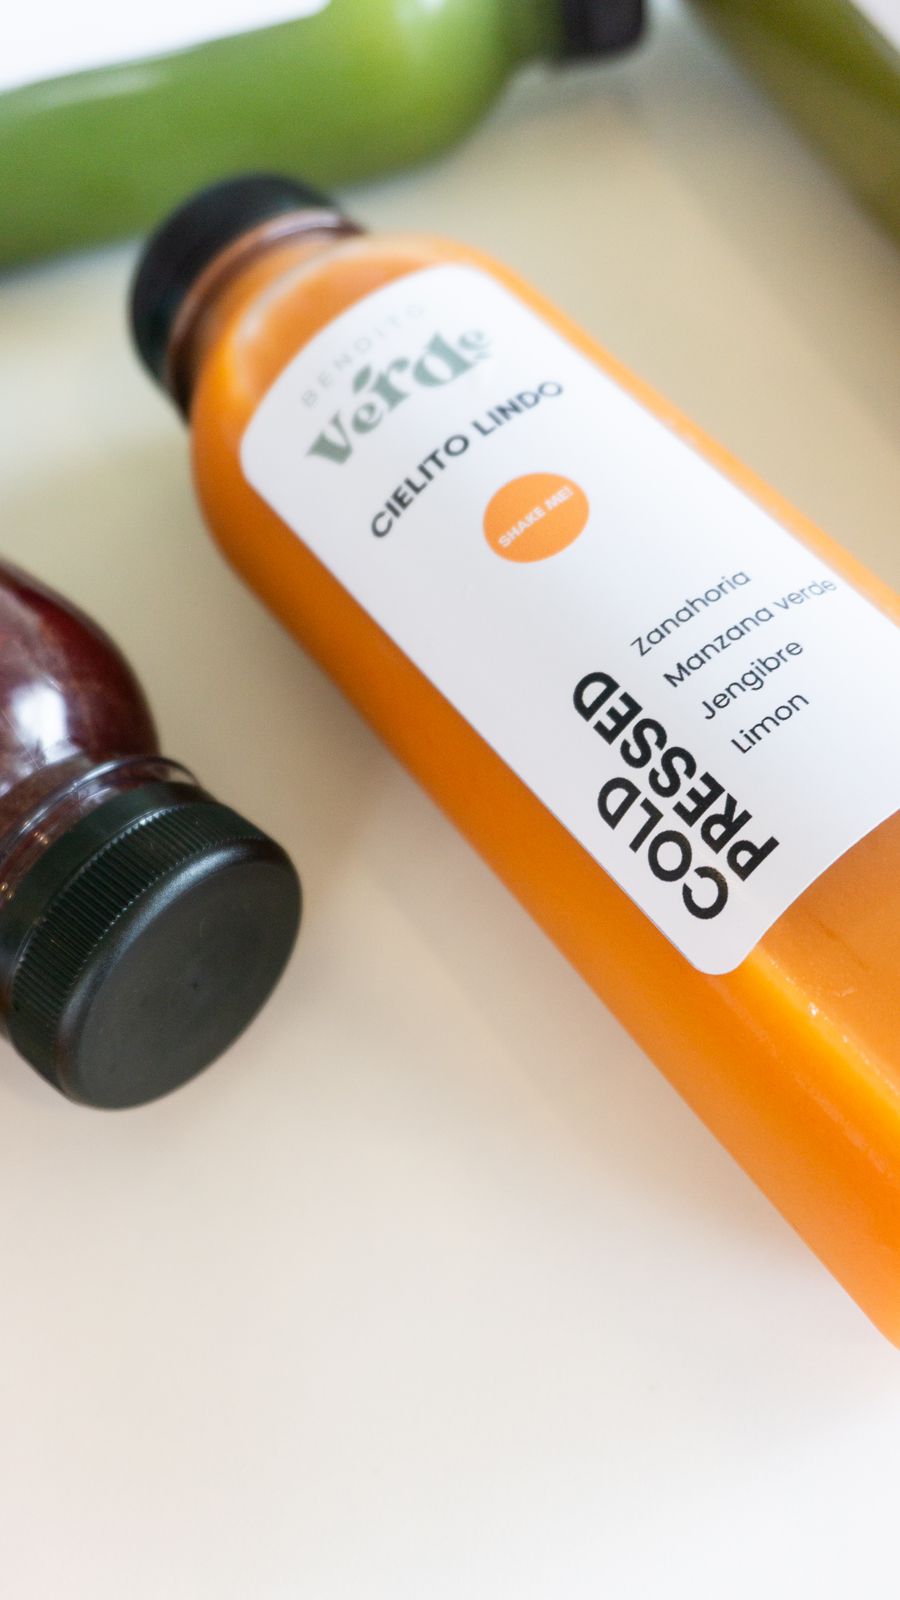 BENDITO
verde
CIELITO LINDO
SHAKE ME!
Zanahoria
Manzana verde
Jengibre
Limon
COLD
PRESSED